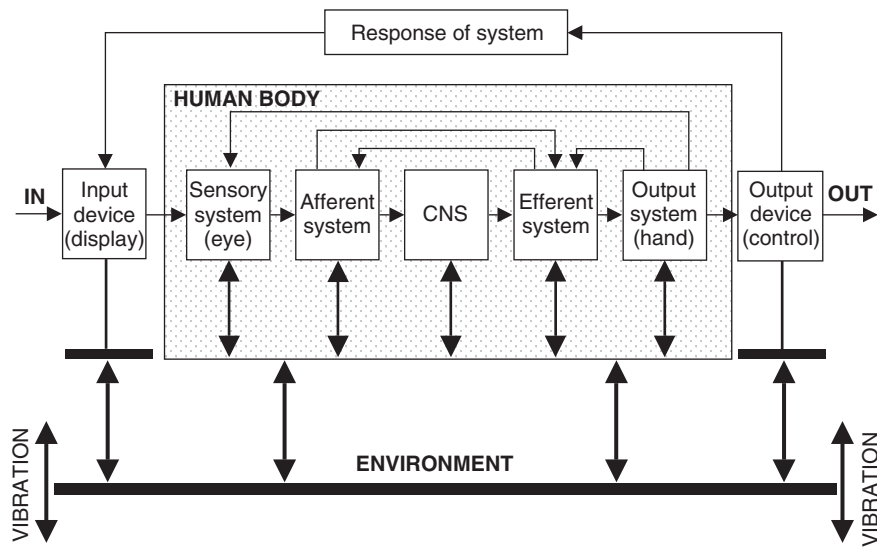 Response of system
HUMAN BODY
IN
Input
device
(display)
Sensory
system
(eye)
Afferent
system
CNS
Efferent
system
Output
system
(hand)
Output
device
(control)
OUT
VIBRATION
ENVIRONMENT
VIBRATION